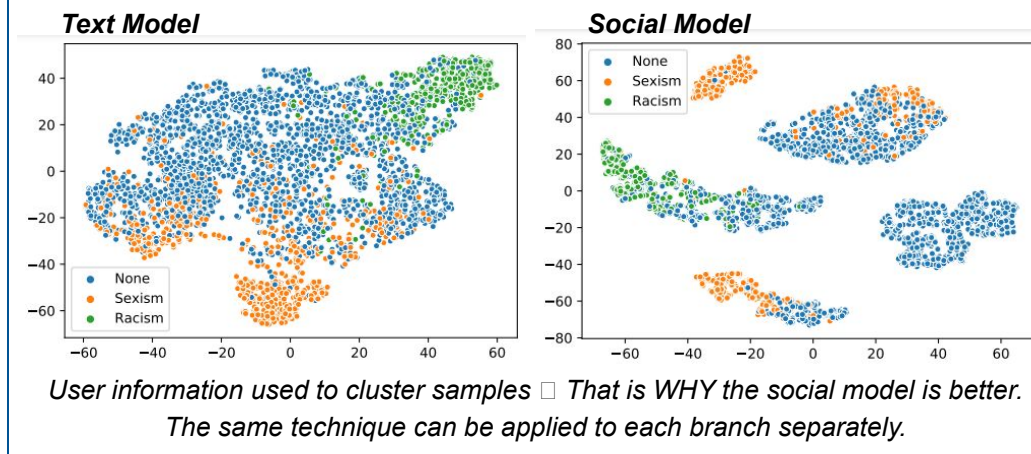 Text Model
Social Model
None
Sexism
Racism
40
20
0
−20
−40
−60
−60 −40 −20 0 20 40 60
None
Sexism
Racism
80
60
40
20
0
−20
−40
−60
−80
−60 −40 −20 0 20 40 60
User information used to cluster samples □ That is WHY the social model is better.
The same technique can be applied to each branch separately.